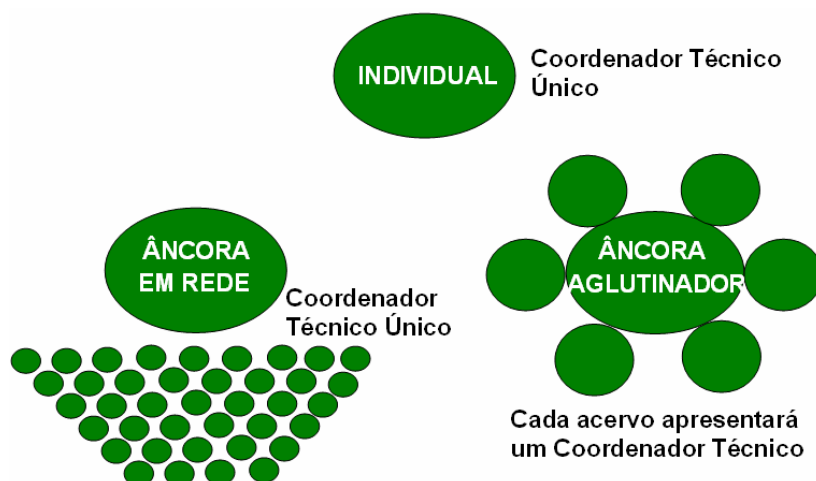 INDIVIDUAL
Coordenador Técnico
Único
ÂNCORA
EM REDE
Coordenador
Técnico Único
ÂNCORA
AGLUTINADOR
Cada acervo apresentará
um Coordenador Técnico